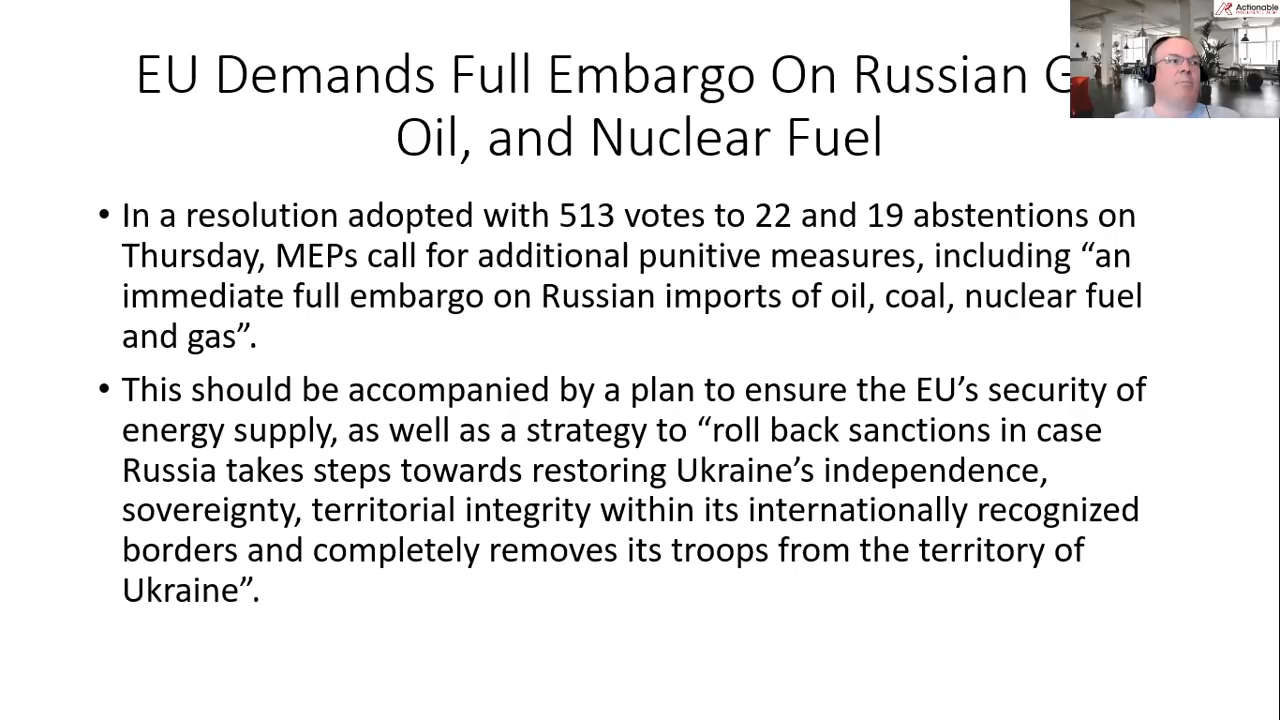 Actionable
EU Demands Full Embargo On Russian
Oil, and Nuclear Fuel
• In a resolution adopted with 513 votes to 22 and 19 abstentions on
Thursday, MEPs call for additional punitive measures, including “an
immediate full embargo on Russian imports of oil, coal, nuclear fuel
and gas”.
• This should be accompanied by a plan to ensure the EU’s security of
energy supply, as well as a strategy to “roll back sanctions in case
Russia takes steps towards restoring Ukraine’s independence,
sovereignty, territorial integrity within its internationally recognized
borders and completely removes its troops from the territory of
Ukraine”.